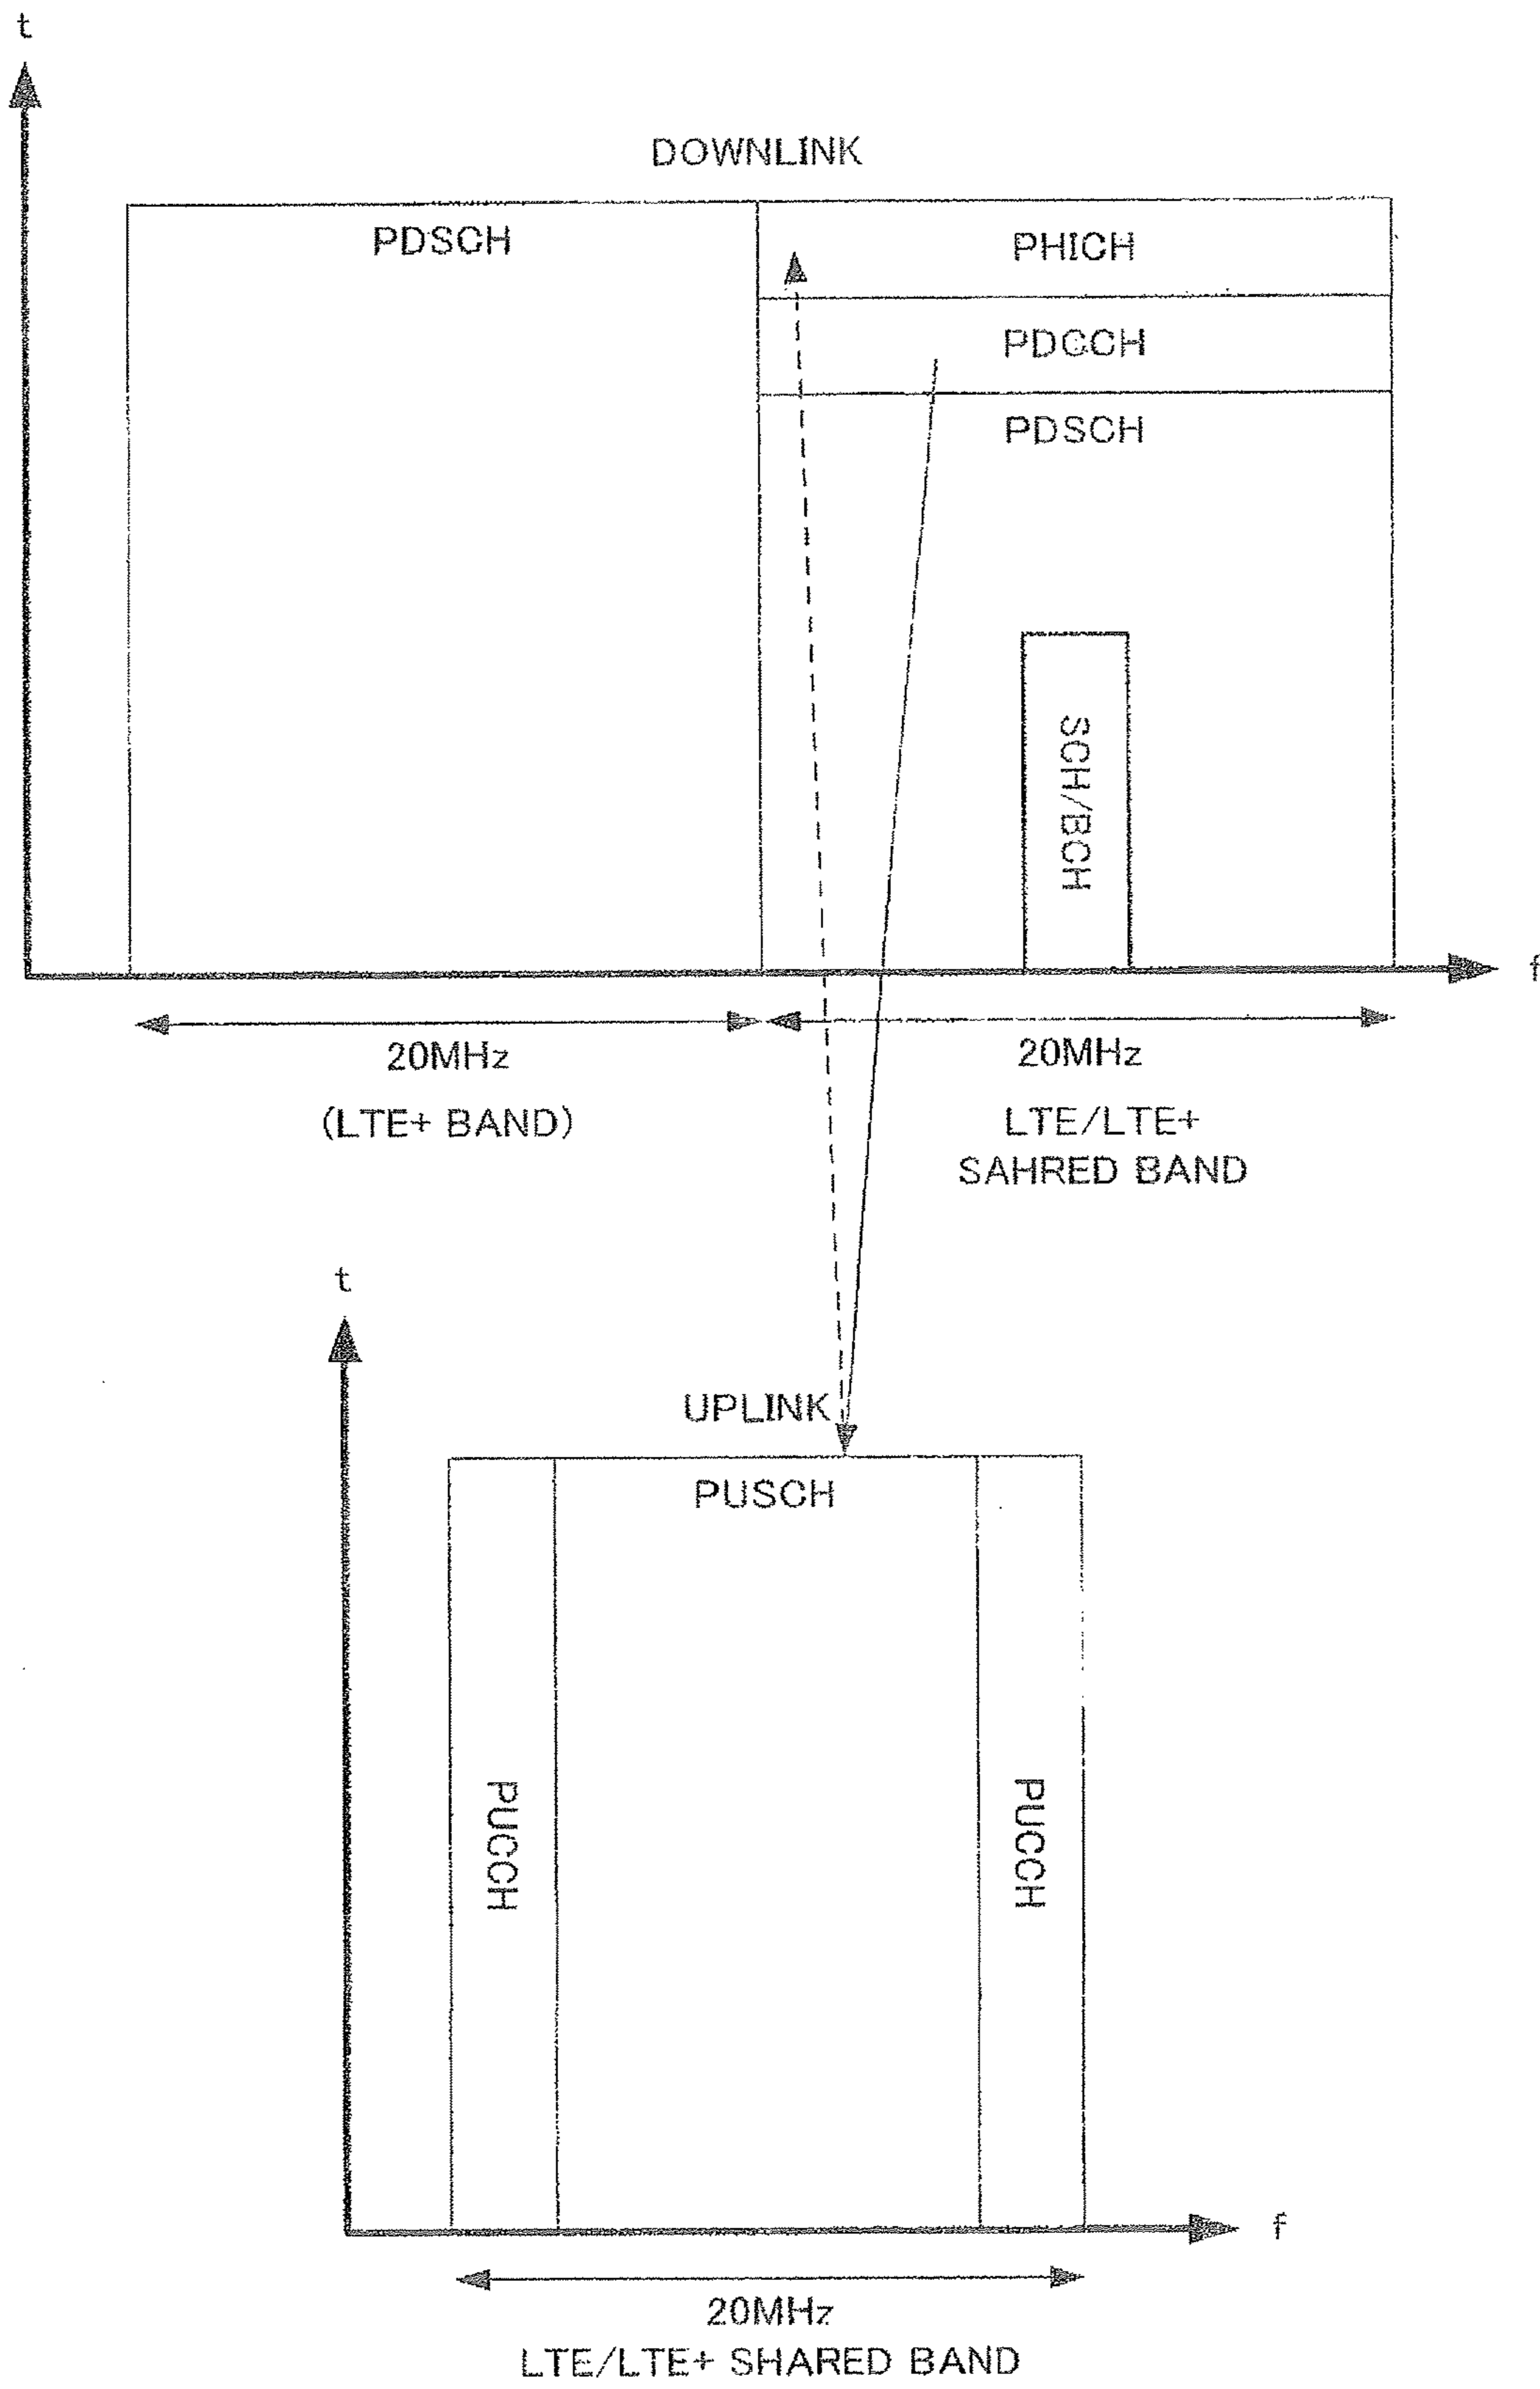 t
DOWNLINK
PDSCH
PHICH
PDCCH
PDSCH
SCH/BCH
f
20MHz
(LTE+ BAND)
20MHz
LTE/LTE+
SAHRED BAND
t
UPLINK
PUSCH
PUCCH
PUCCH
f
20MHz
LTE/LTE+ SHARED BAND